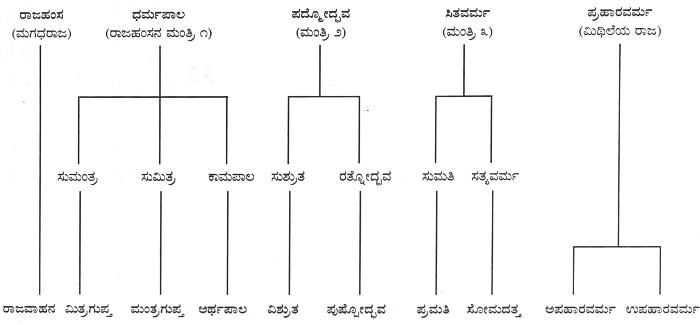 ರಾಜಹಂಸ ಧರ್ಮಪಾಲ ಪದ್ಮೋದ್ಭವ ಸಿತವರ್ಮ ಪ್ರಹಾರವರ್ಮ
(ಮಗಧರಾಜ) (ರಾಜಹಂಸನ ಮಂತ್ರಿ ೧) (ಮಂತ್ರಿ ೨) (ಮಂತ್ರಿ ೩) (ಮಿಥಿಲೆಯ ರಾಜ)
ಸುಮಂತ್ರ ಸುಮಿತ್ರ ಕಾಮಪಾಲ ಸುಶ್ರುತ ರತ್ನೋದ್ಭವ ಸುಮತಿ ಸತ್ಯವರ್ಮ
ರಾಜವಾಹನ ಮಿತ್ರಗುಪ್ತ ಮಂತ್ರಗುಪ್ತ ಅರ್ಥಪಾಲ ವಿಶ್ರುತ ಪುಷ್ಪೋದ್ಭವ ಪ್ರಮತಿ ಸೋಮದತ್ತ ಅಪಹಾರವರ್ಮ ಉಪಹಾರವರ್ಮ